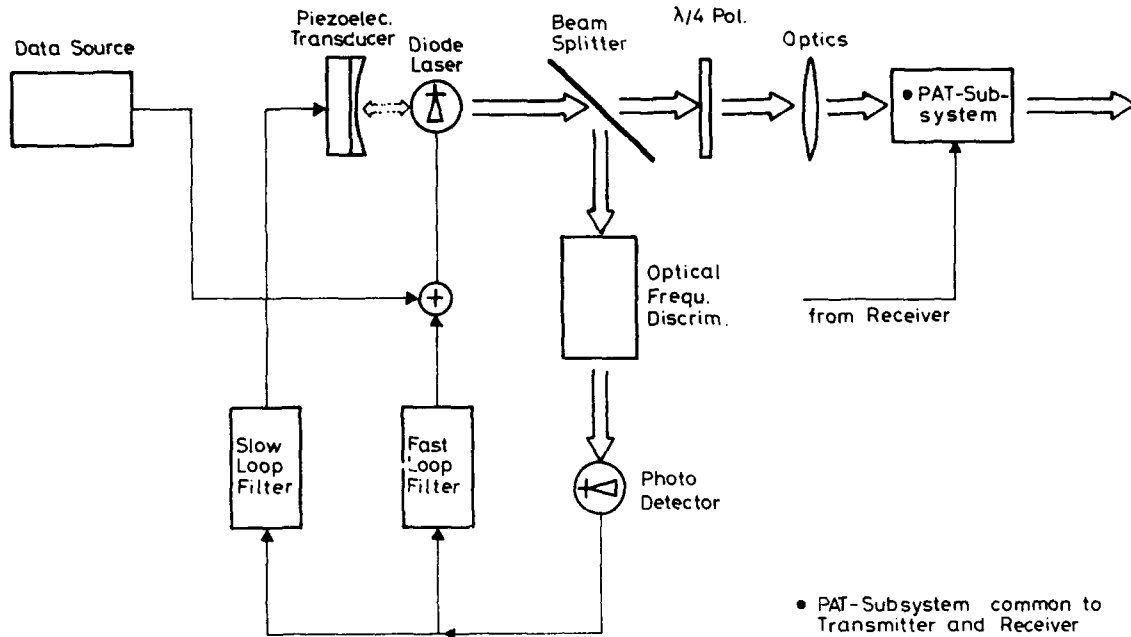 Data Source
Piezoelec.
Transducer
Diode
Laser
Beam
Splitter
λ/4 Pol.
Optics
• PAT-Sub-
system
Optical
Frequ.
Discrim.
from Receiver
Slow
Loop
Filter
Fast
Loop
Filter
Photo
Detector
• PAT-Subsystem common to
Transmitter and Receiver